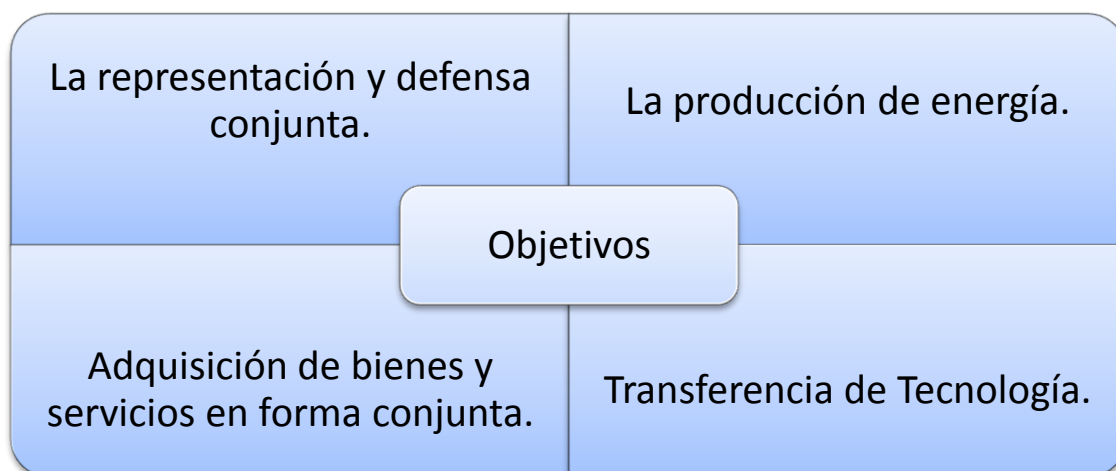 La representación y defensa
conjunta.
La producción de energía.
Objetivos
Adquisición de bienes y
servicios en forma conjunta.
Transferencia de Tecnología.